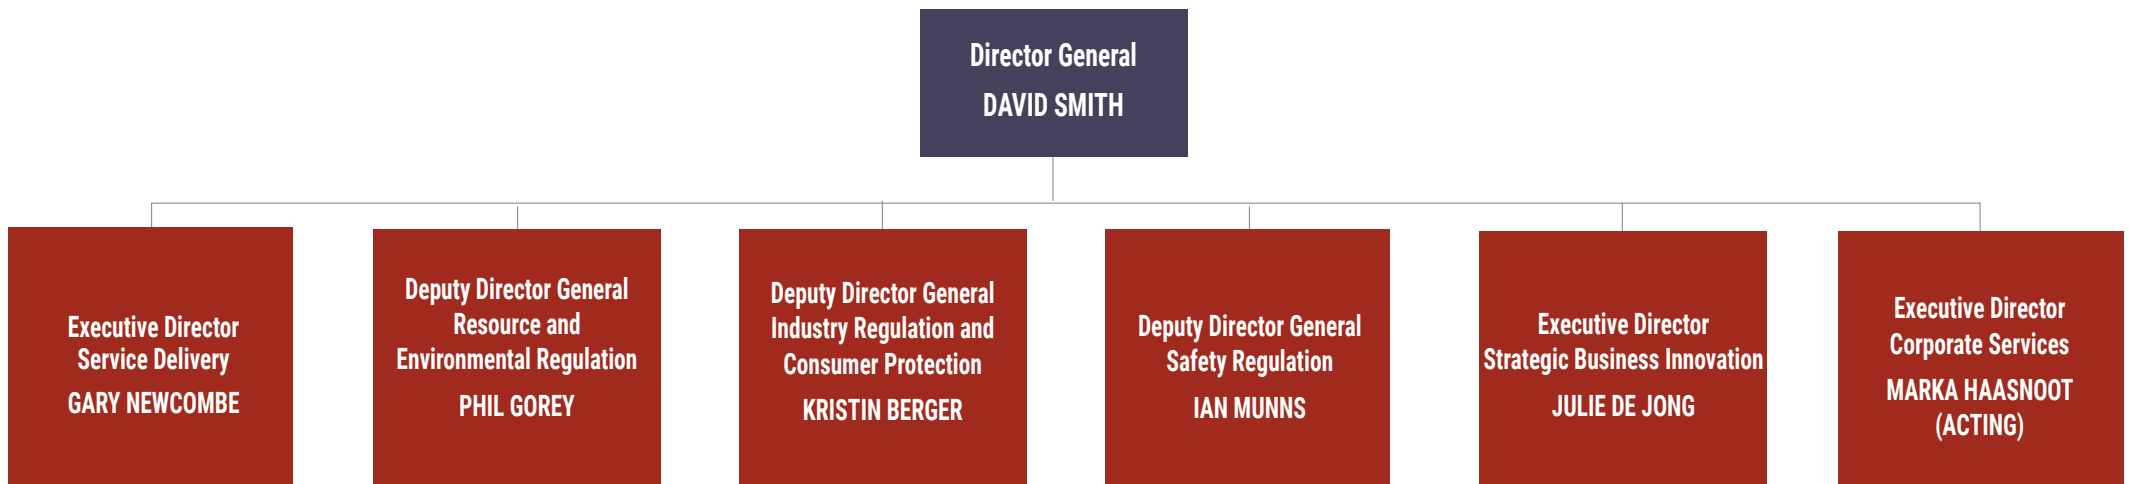 Director General
DAVID SMITH
Executive Director
Service Delivery
GARY NEWCOMBE
Deputy Director General
Resource and
Environmental Regulation
PHIL GOREY
Deputy Director General
Industry Regulation and
Consumer Protection
KRISTIN BERGER
Deputy Director General
Safety Regulation
IAN MUNNS
Executive Director
Strategic Business Innovation
JULIE DE JONG
Executive Director
Corporate Services
MARKA HAASNOOT
(ACTING)